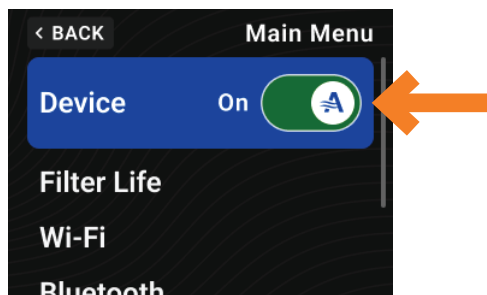 < BACK Main Menu
Device On
Filter Life
Wi-Fi
Bluetooth